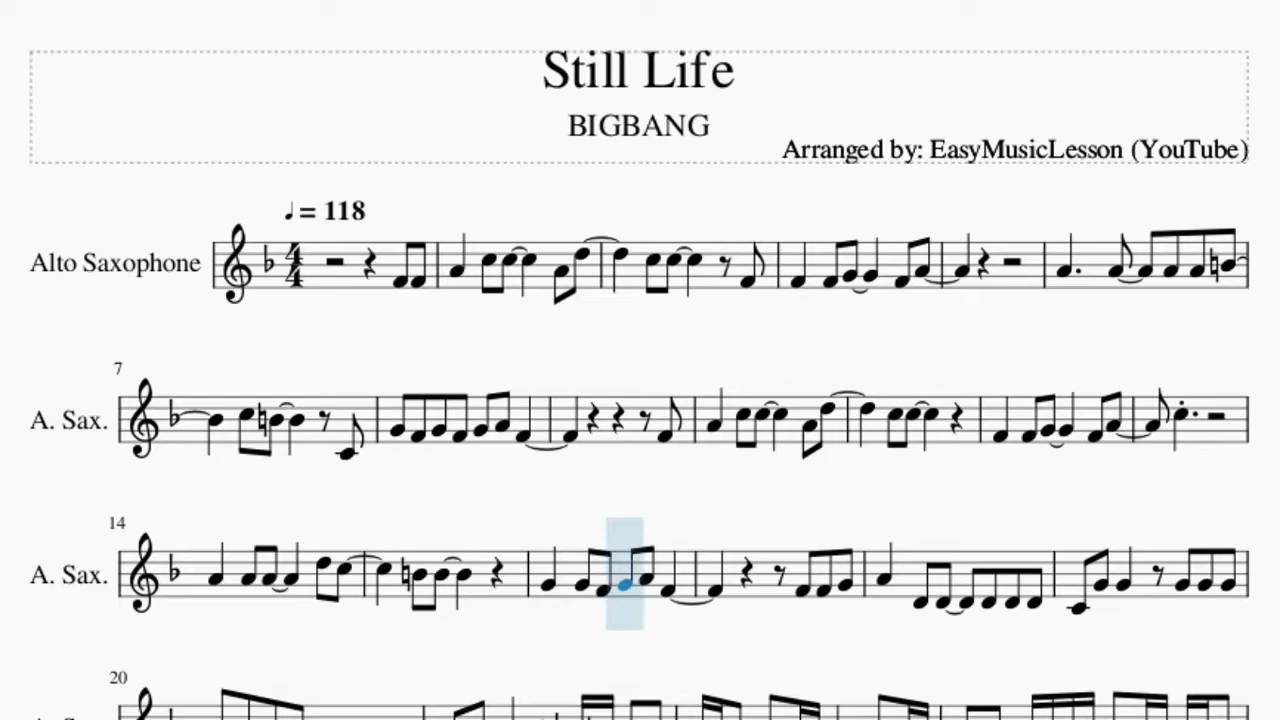 Still Life
BIGBANG
Arranged by: EasyMusicLesson (YouTube)
♩ = 118
Alto Saxophone
7
A. Sax.
14
A. Sax.
20